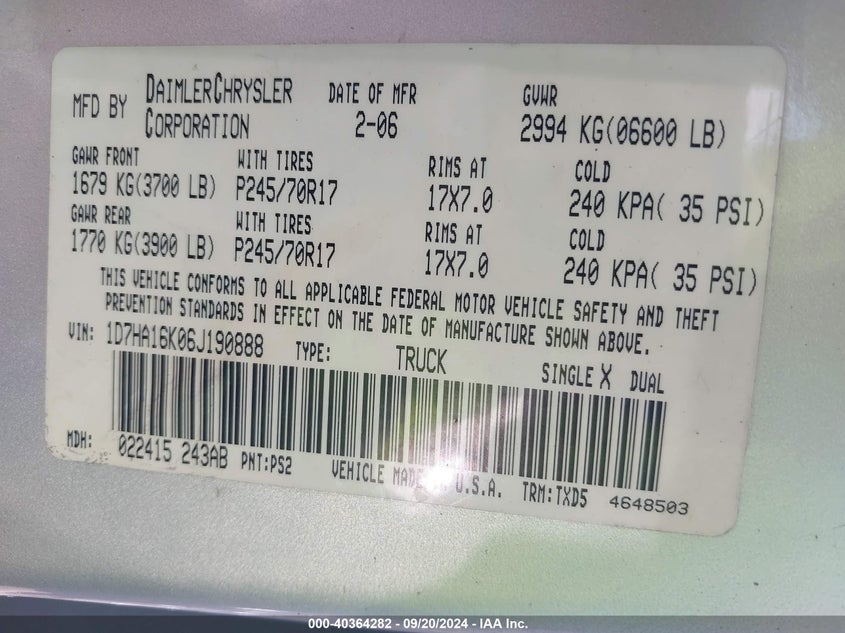 MFD BY DAIMLERCHRYSLER CORPORATION DATE OF MFR 2-06 GVWR 2994 KG(06600 LB)
GAWR FRONT WITH TIRES RIMS AT COLD
1679 KG(3700 LB) P245/70R17 17X7.0 240 KPA( 35 PSI)
GAWR REAR WITH TIRES RIMS AT COLD
1770 KG(3900 LB) P245/70R17 17X7.0 240 KPA( 35 PSI)
THIS VEHICLE CONFORMS TO ALL APPLICABLE FEDERAL MOTOR VEHICLE SAFETY AND THEFT
PREVENTION STANDARDS IN EFFECT ON THE DATE OF MANUFACTURE SHOWN ABOVE.
VIN: 1D7HA16K06J190888 TYPE: TRUCK SINGLE X DUAL
MDH: 022415 243AB PNT:PS2 VEHICLE MADE IN U.S.A. TRM:TXD5 4648503
000-40364282 - 09/20/2024 - IAA Inc.